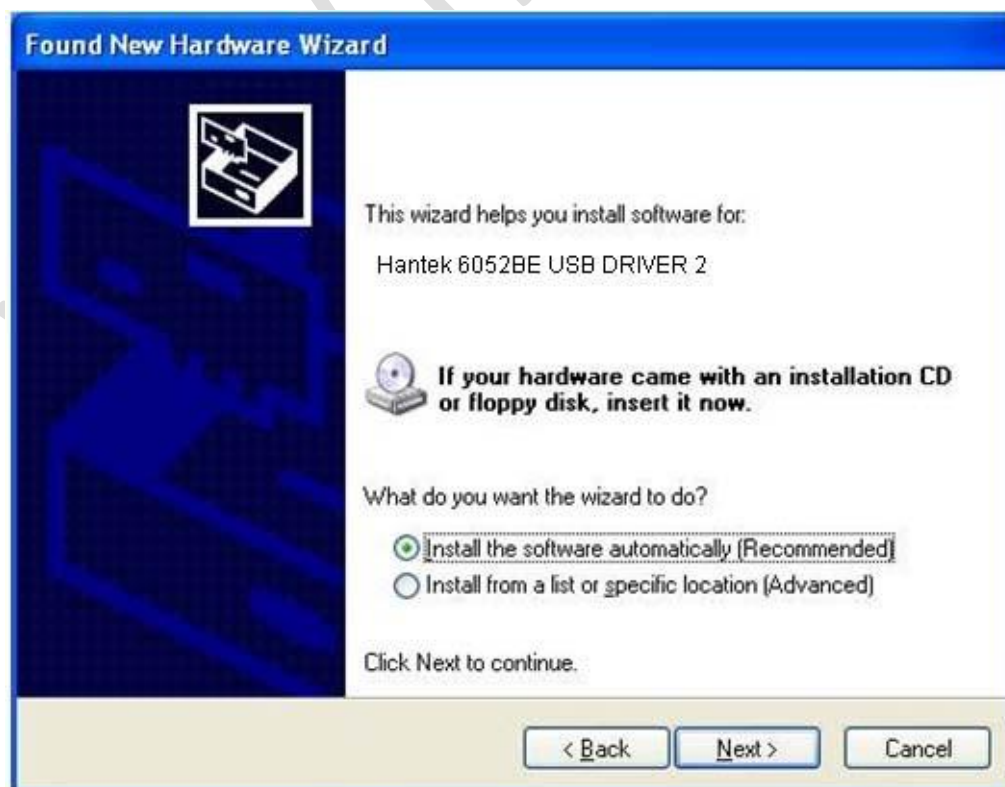 Found New Hardware Wizard
This wizard helps you install software for:
Hantek 6052BE USB DRIVER 2
If your hardware came with an installation CD
or floppy disk, insert it now.
What do you want the wizard to do?
Install the software automatically (Recommended)
Install from a list or specific location (Advanced)
Click Next to continue.
< Back
Next >
Cancel